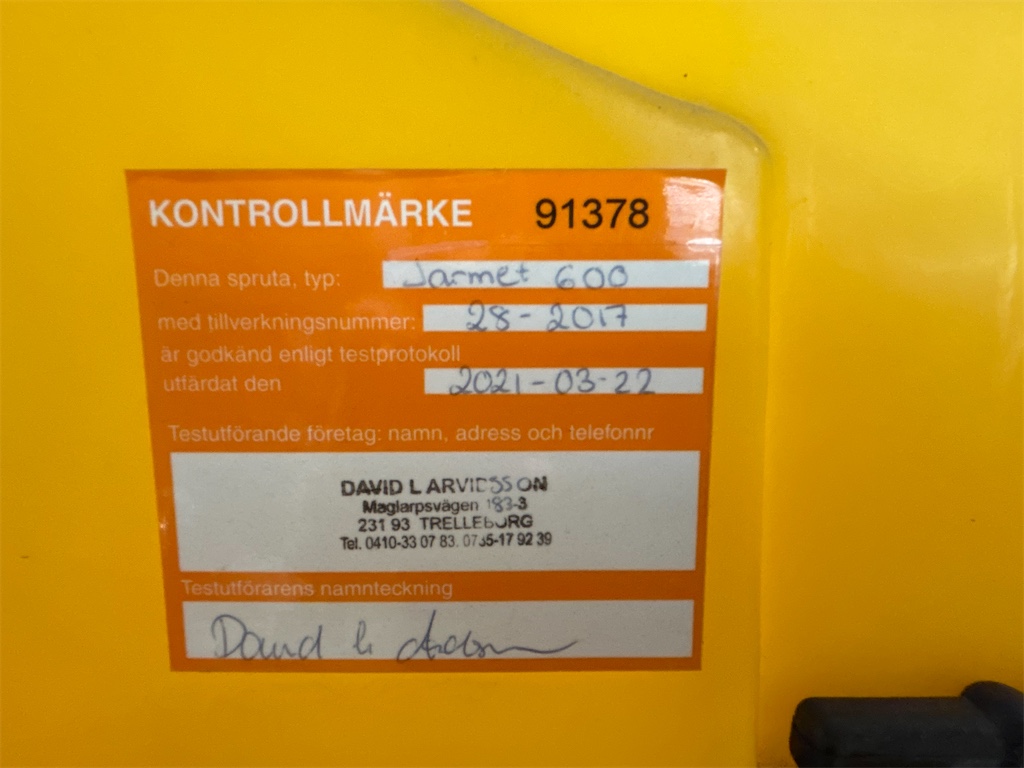 KONTROLLMÄRKE 91378
Denna spruta, typ: Jarmet 600
med tillverkningsnummer: 28-2017
är godkänd enligt testprotokoll
utfärdat den 2021-03-22
Testutförande företag: namn, adress och telefonnr
DAVID L ARVIDSSON
Maglarpsvägen 183-3
231 93 TRELLEBORG
Tel. 0410-33 07 83. 0735-17 92 39
Testutförarens namnteckning
David L